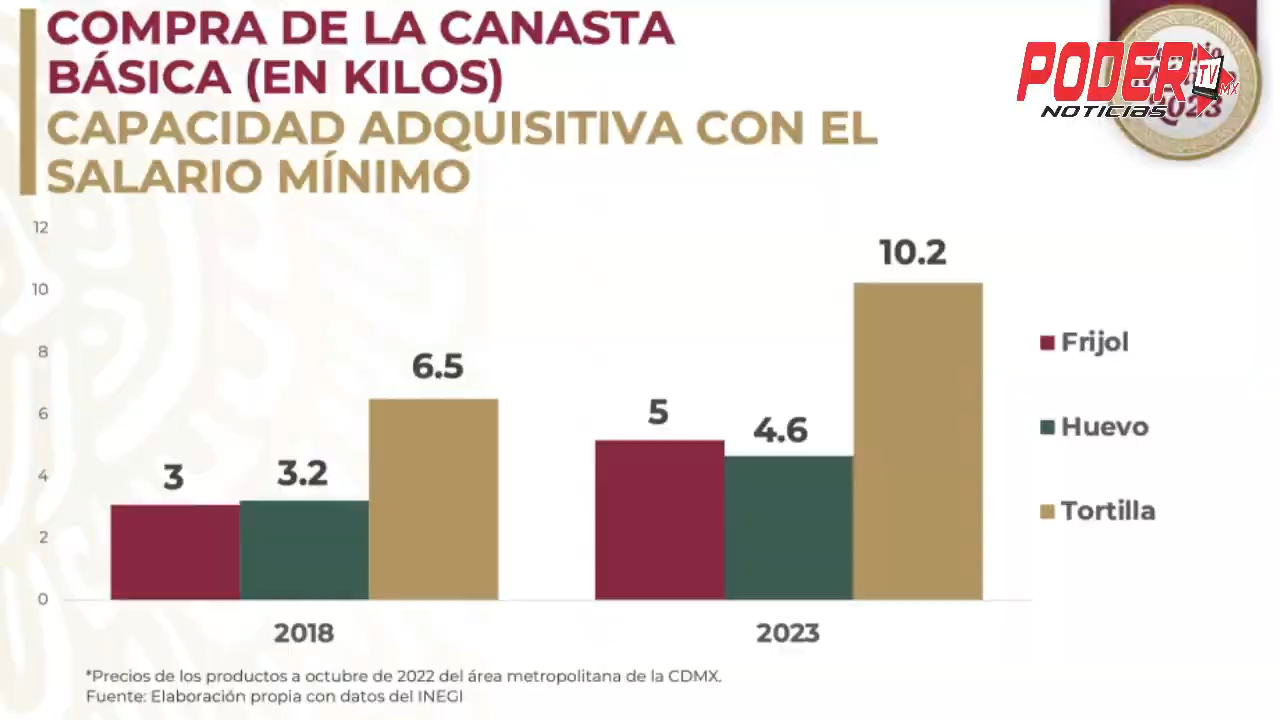 COMPRA DE LA CANASTA
BÁSICA (EN KILOS)
CAPACIDAD ADQUISITIVA CON EL
SALARIO MÍNIMO
PODER
TV
MX
NOTICIAS
2023
12
10
8
6
4
2
0
3
3.2
6.5
5
4.6
10.2
2018
2023
Frijol
Huevo
Tortilla
*Precios de los productos a octubre de 2022 del área metropolitana de la CDMX.
Fuente: Elaboración propia con datos del INEGI